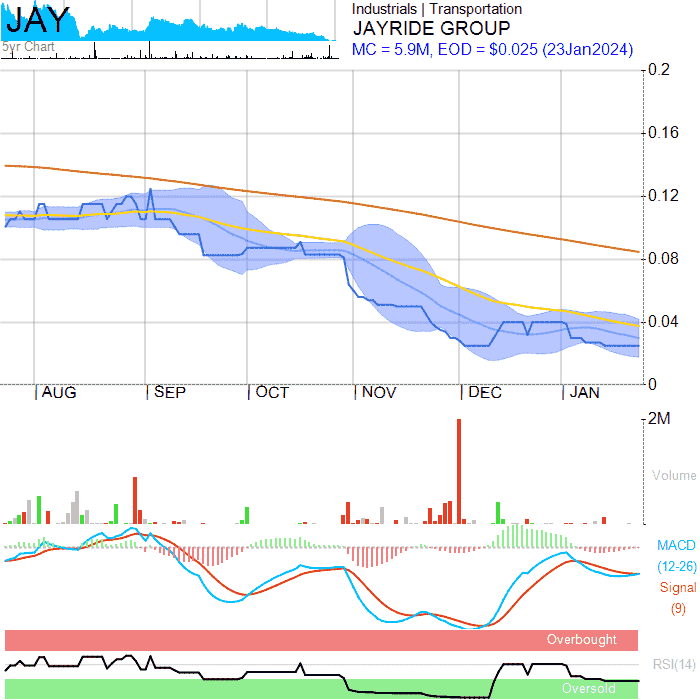 JAY
5yr Chart
Industrials | Transportation
JAYRIDE GROUP
MC = 5.9M, EOD = $0.025 (23Jan2024)
0.2
0.16
0.12
0.08
0.04
0
AUG SEP OCT NOV DEC JAN
2M
Volume
MACD
(12-26)
Signal
(9)
Overbought
RSI(14)
Oversold